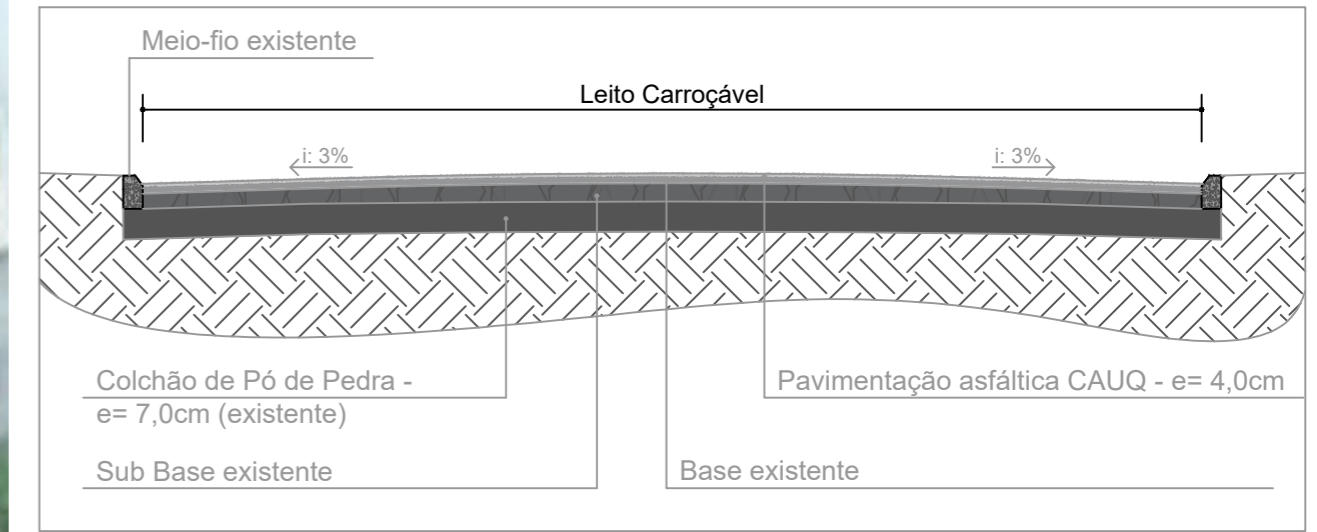 Meio-fio existente
Leito Carroçável
i: 3%
i: 3%
Colchão de Pó de Pedra -
e= 7,0cm (existente)
Pavimentação asfáltica CAUQ - e= 4,0cm
Sub Base existente
Base existente